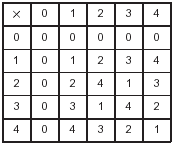 × 0 1 2 3 4
0 0 0 0 0 0
1 0 1 2 3 4
2 0 2 4 1 3
3 0 3 1 4 2
4 0 4 3 2 1